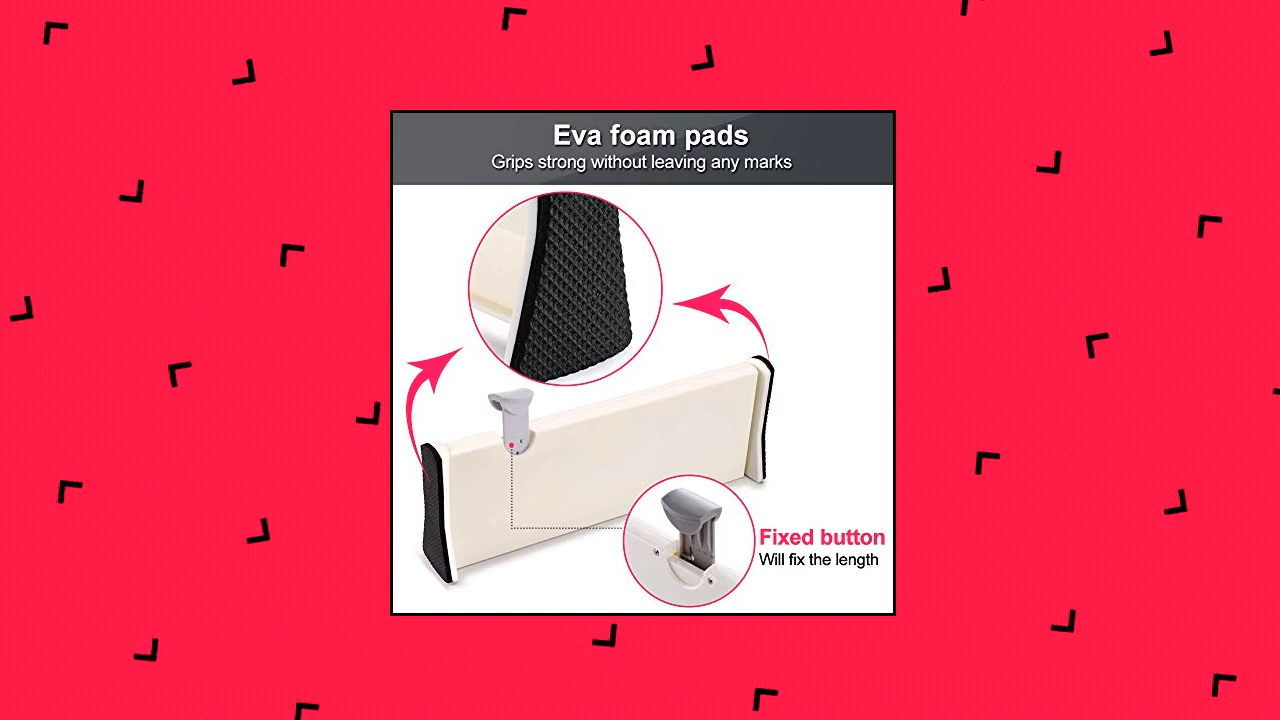 Eva foam pads
Grips strong without leaving any marks
Fixed button
Will fix the length